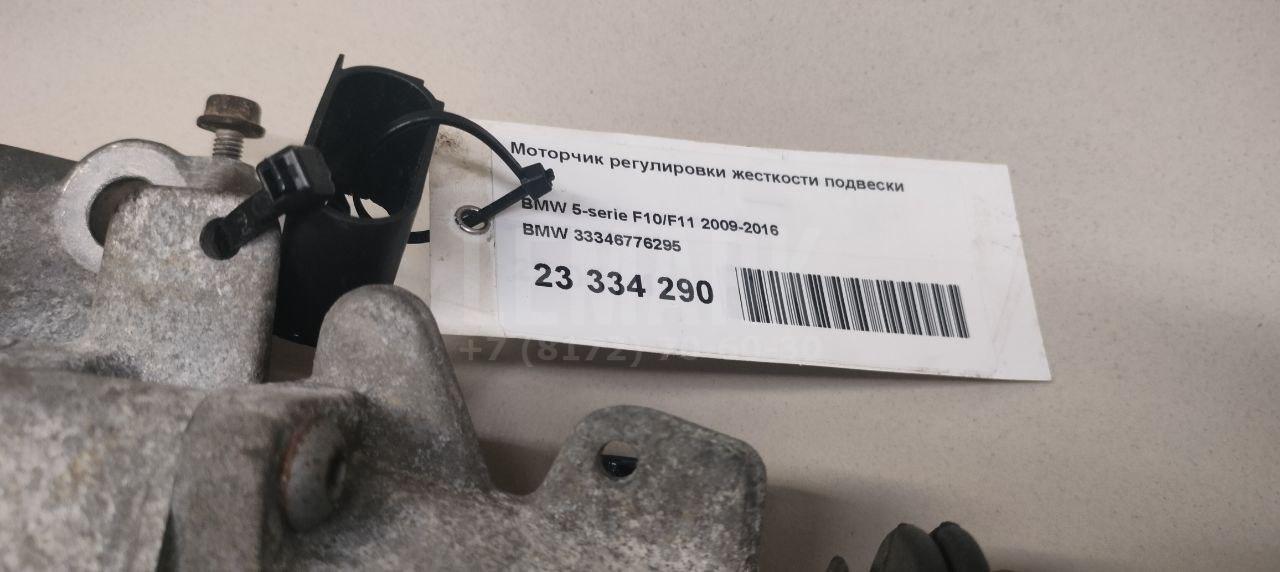 Моторчик регулировки жесткости подвески
BMW 5-serie F10/F11 2009-2016
BMW 33346776295
23 334 290